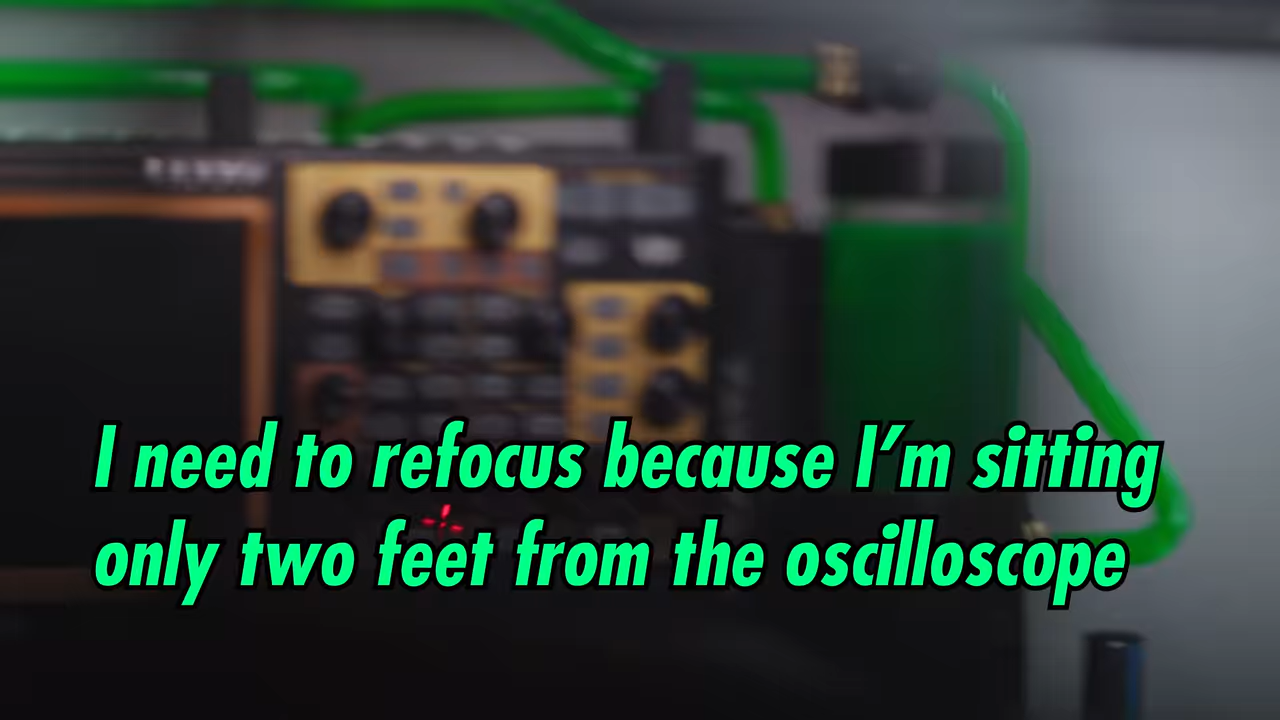 I need to refocus because I’m sitting
only two feet from the oscilloscope